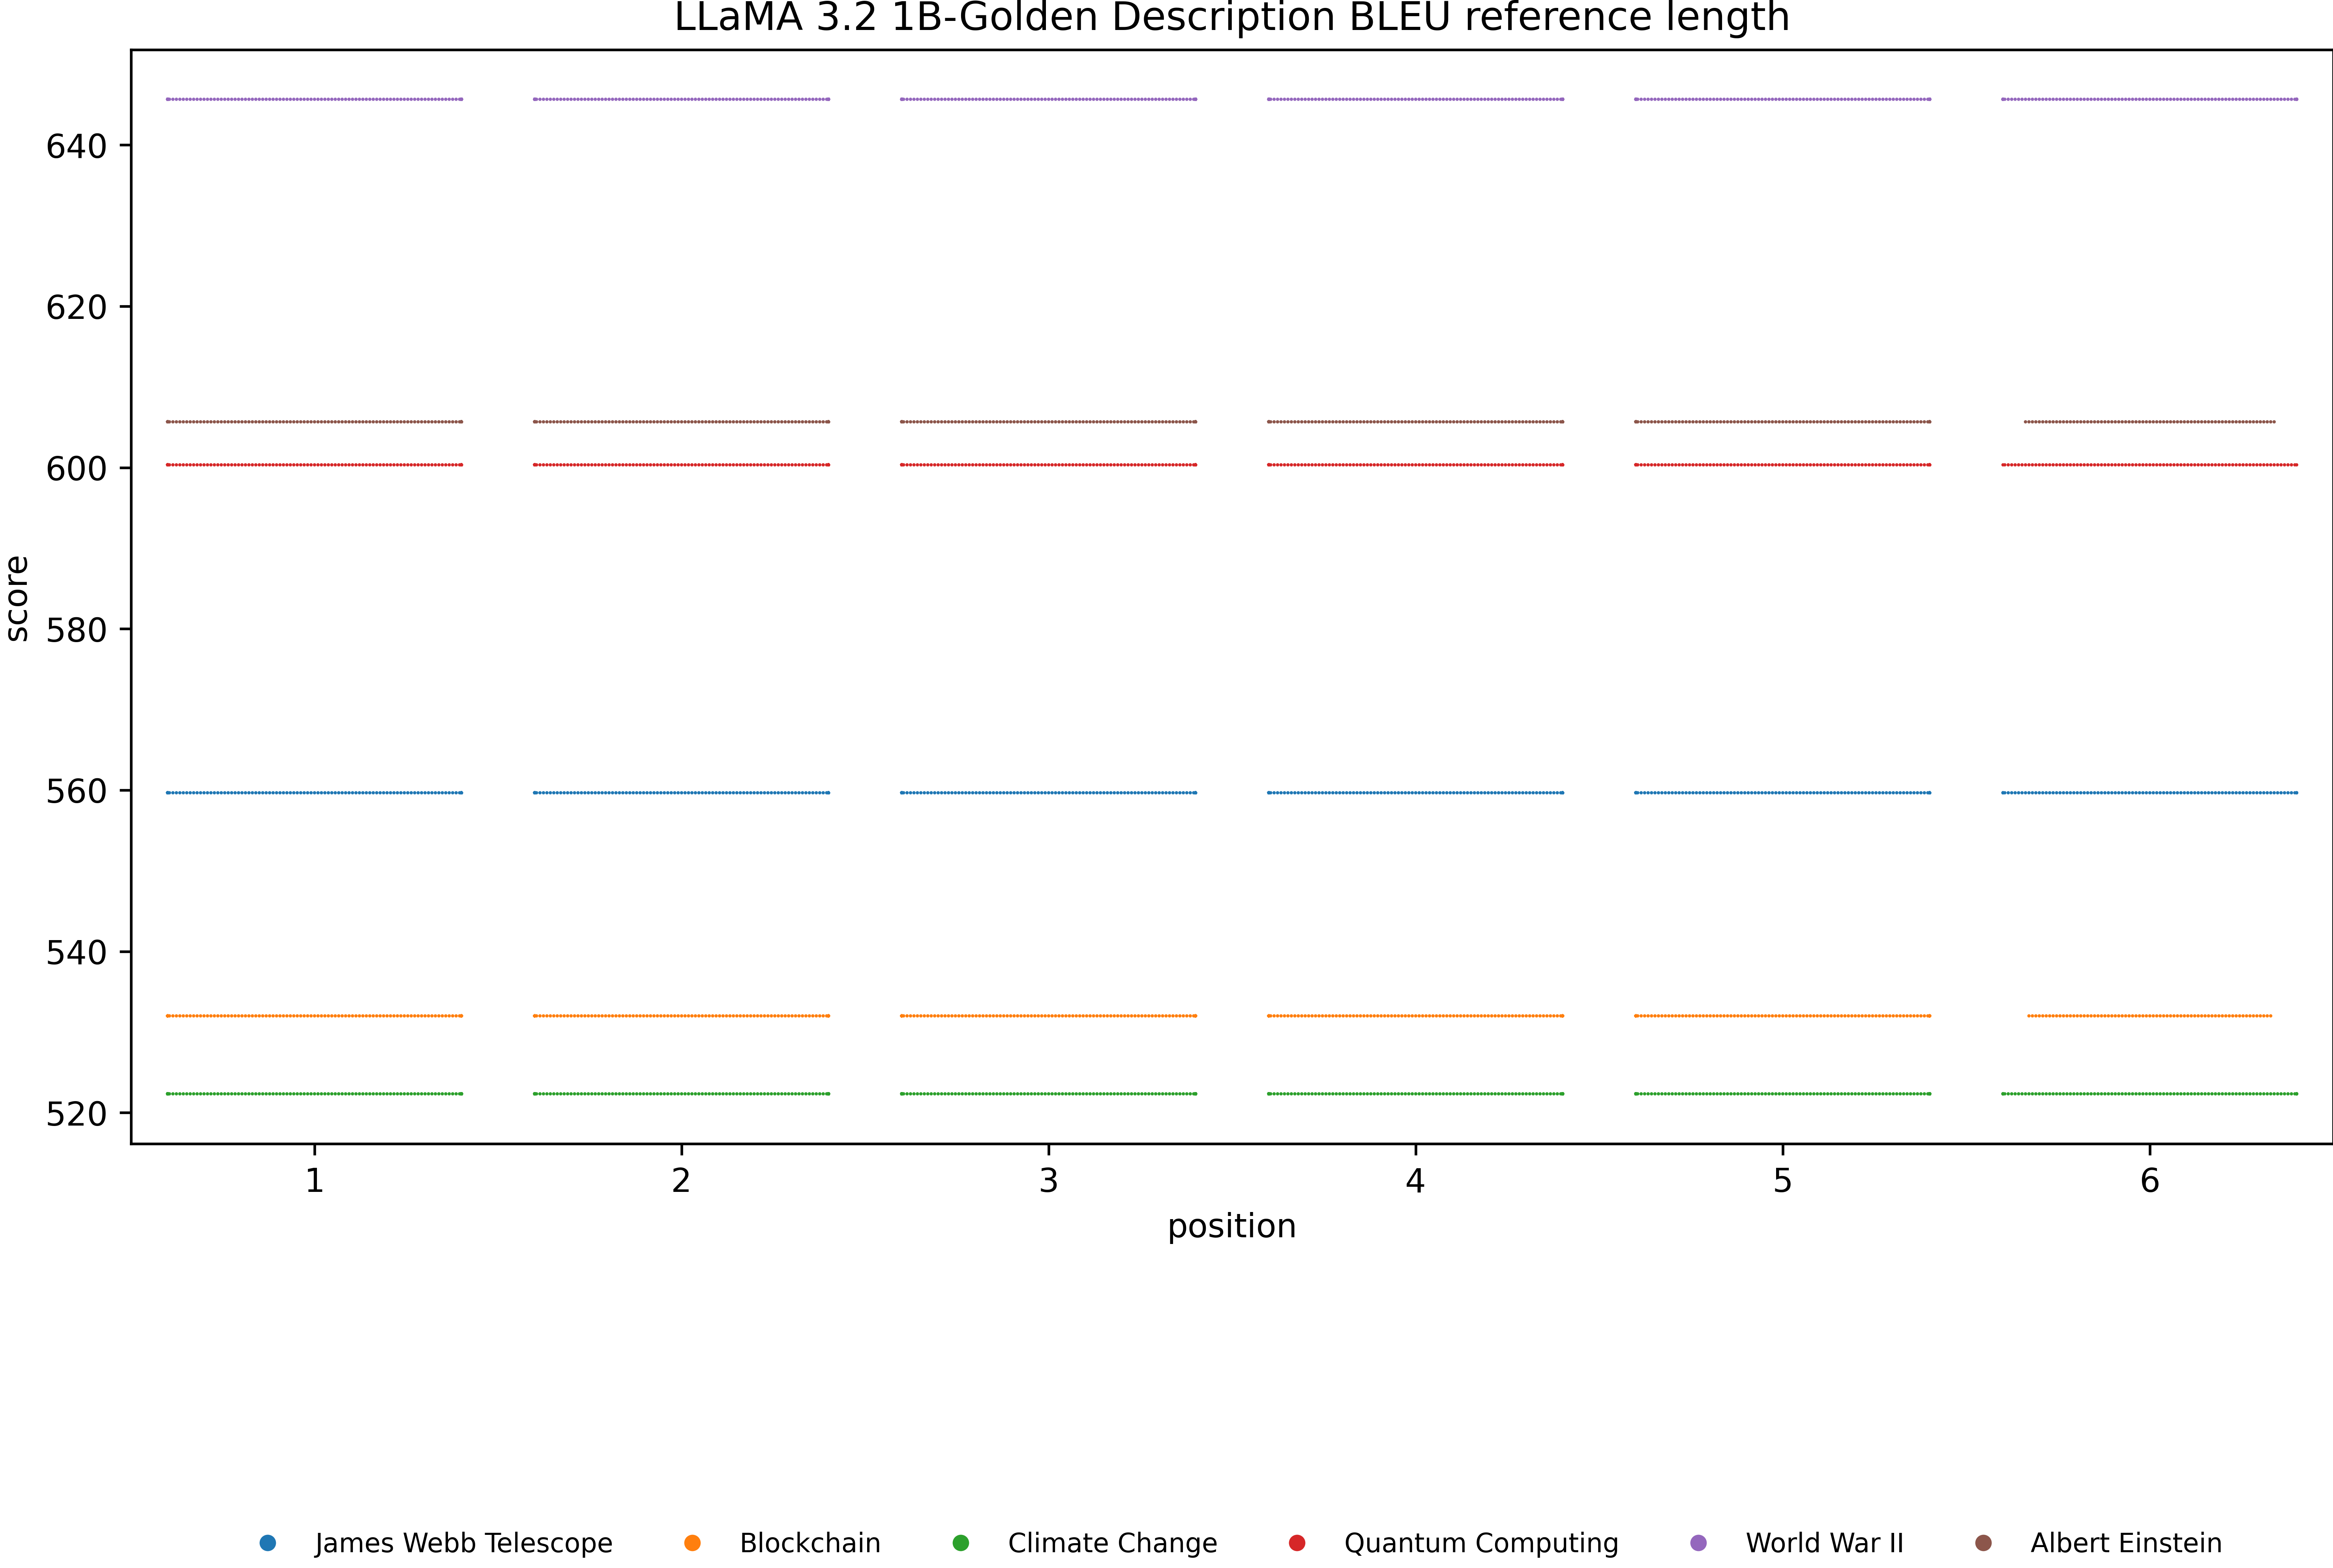 LLaMA 3.2 1B-Golden Description BLEU reference length
640
620
600
580
560
540
520
score
1 2 3 4 5 6
position
James Webb Telescope Blockchain Climate Change Quantum Computing World War II Albert Einstein